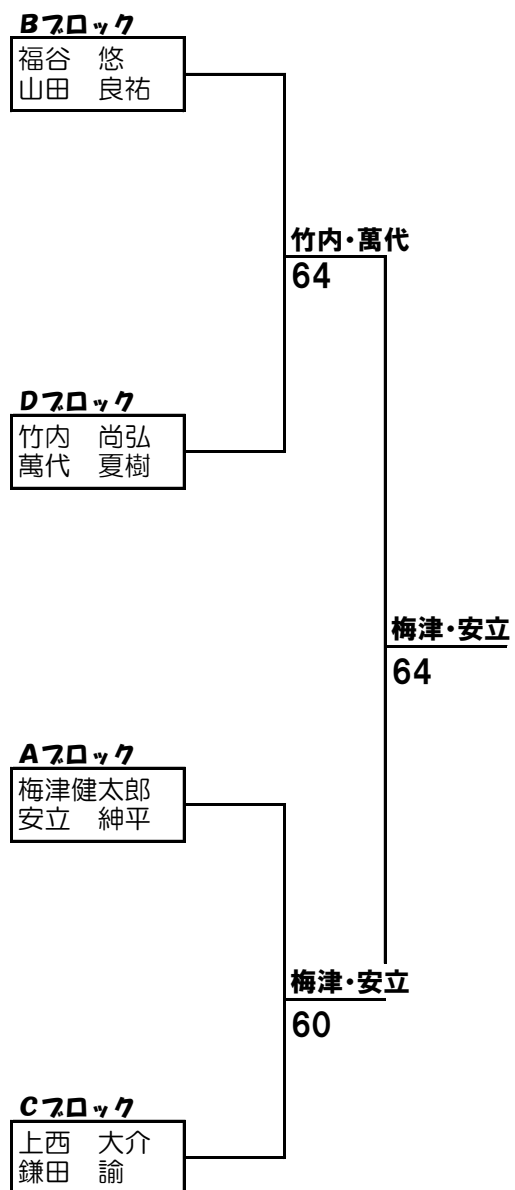 Bブロック
福谷　悠
山田　良祐
竹内・萬代
64
Dブロック
竹内　尚弘
萬代　夏樹
梅津・安立
64
Aブロック
梅津健太郎
安立　紳平
梅津・安立
60
Cブロック
上西　大介
鎌田　諭